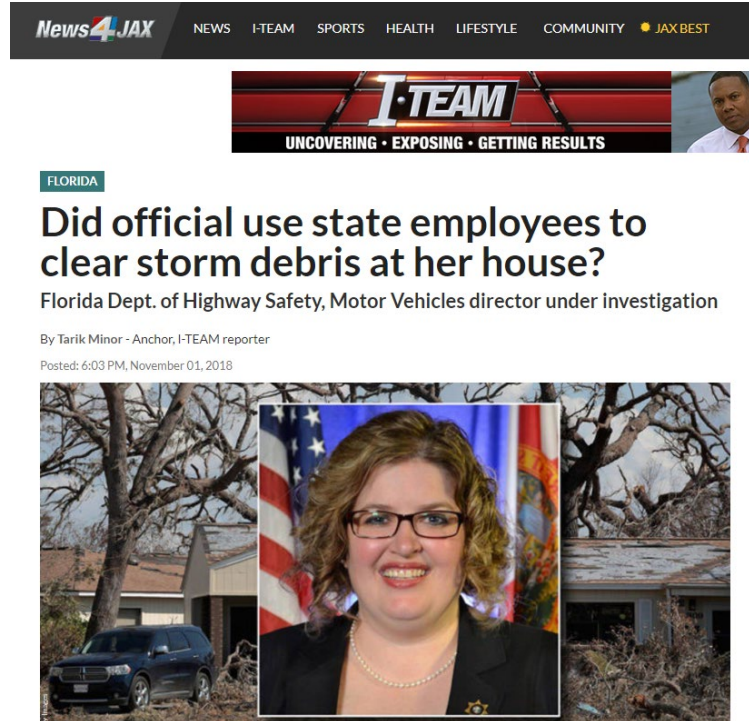 News4JAX
NEWS I-TEAM SPORTS HEALTH LIFESTYLE COMMUNITY JAX BEST
I-TEAM
UNCOVERING • EXPOSING • GETTING RESULTS
FLORIDA
Did official use state employees to
clear storm debris at her house?
Florida Dept. of Highway Safety, Motor Vehicles director under investigation
By Tarik Minor - Anchor, I-TEAM reporter
Posted: 6:03 PM, November 01, 2018